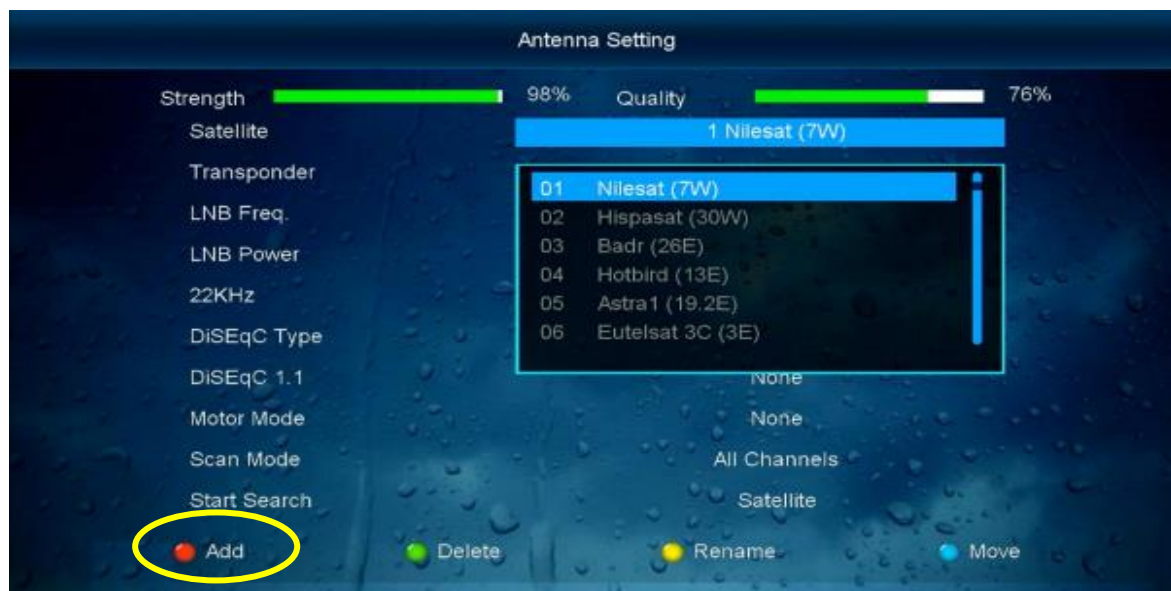 Antenna Setting
Strength 98% Quality 76%
Satellite 1 Nilesat (7W)
Transponder
01 Nilesat (7W)
LNB Freq.
02 Hispasat (30W)
03 Badr (26E)
LNB Power
04 Hotbird (13E)
22KHz
05 Astra1 (19.2E)
06 Eutelsat 3C (3E)
DiSEqC Type
DiSEqC 1.1 None
Motor Mode None
Scan Mode All Channels
Start Search Satellite
Add Delete Rename Move